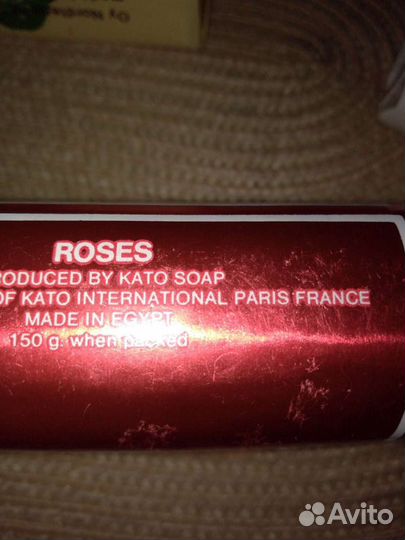 ROSES
RODUCED BY KATO SOAP
OF KATO INTERNATIONAL PARIS FRANCE
MADE IN EGYPT
150 g. when packed
Avito